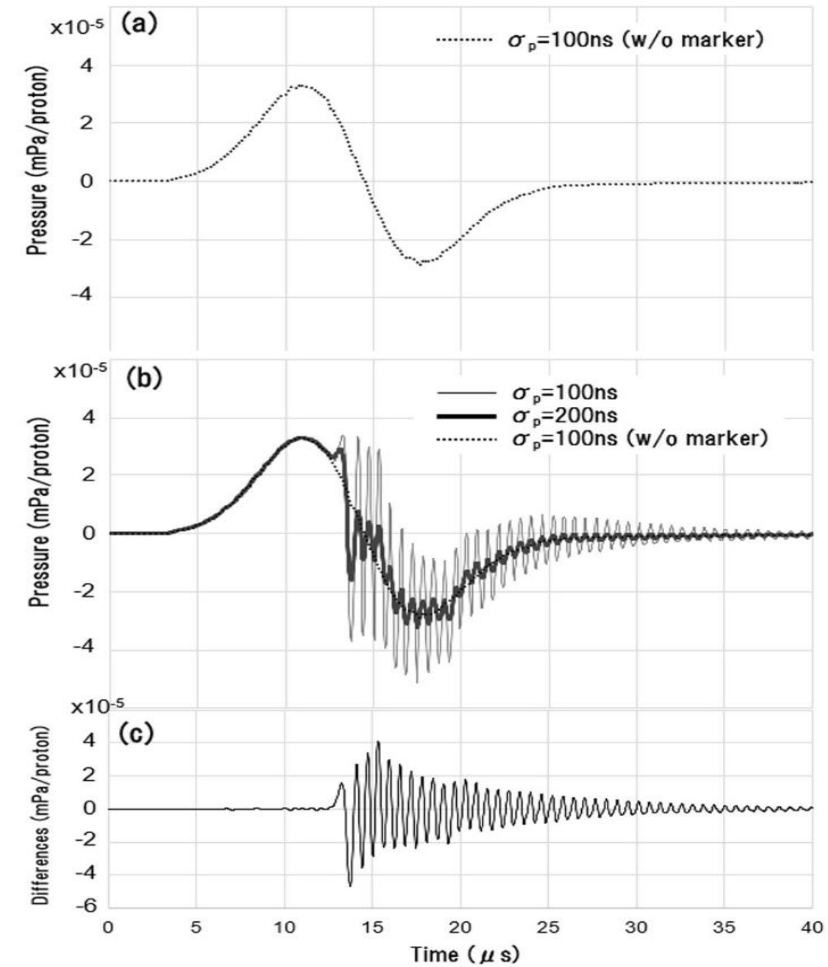 x10-5
(a)
σp=100ns (w/o marker)
Pressure (mPa/proton)
4
2
0
-2
-4
x10-5
(b)
σp=100ns
σp=200ns
σp=100ns (w/o marker)
Pressure (mPa/proton)
4
2
0
-2
-4
x10-5
(c)
Differences (mPa/proton)
4
2
0
-2
-4
-6
0 5 10 15 20 25 30 35 40
Time (μs)